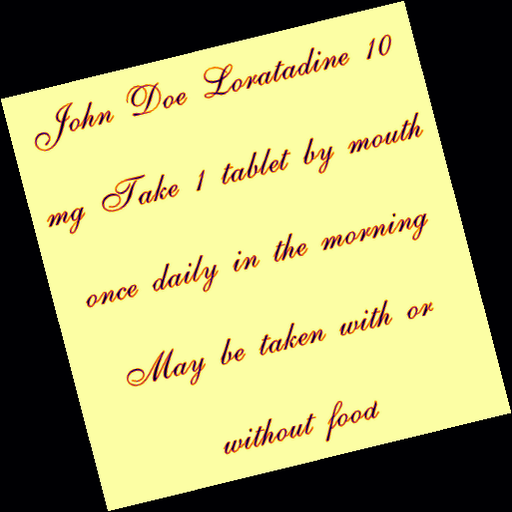 John Doe Loratadine 10
mg Take 1 tablet by mouth
once daily in the morning
May be taken with or
without food